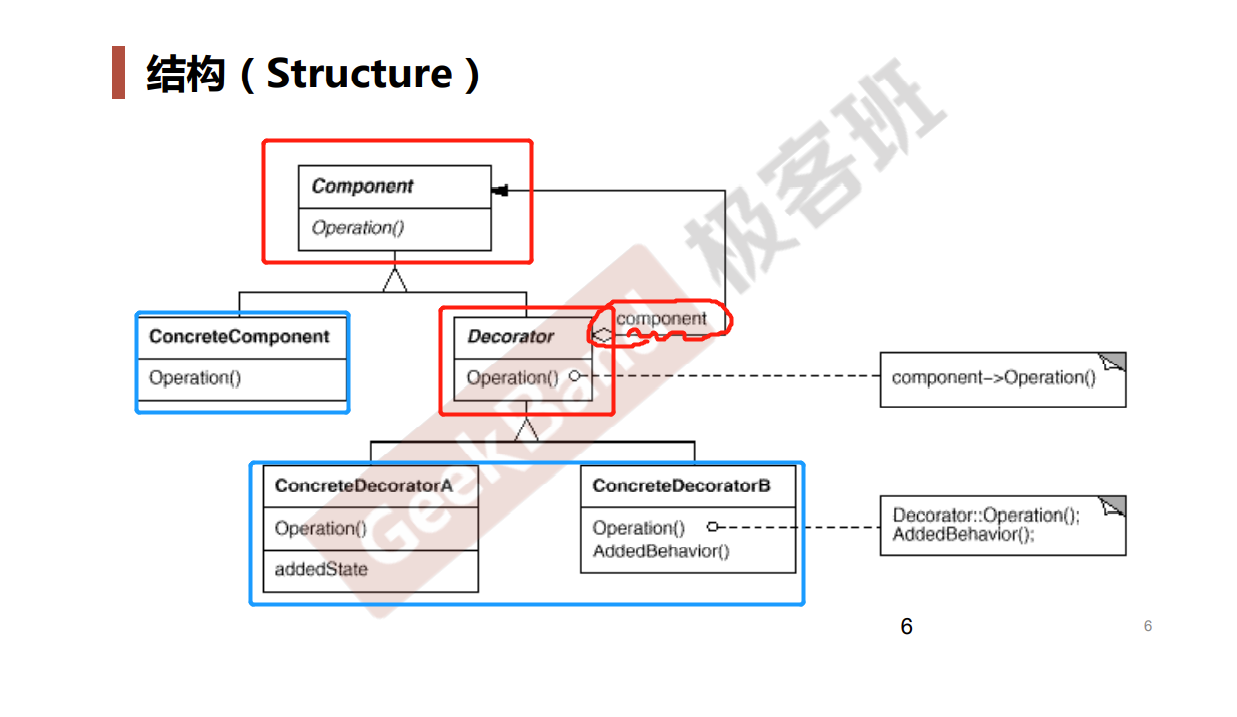 结构（Structure）
Component
Operation()
ConcreteComponent
Operation()
Decorator
Operation()
component
component->Operation()
ConcreteDecoratorA
Operation()
addedState
ConcreteDecoratorB
Operation()
AddedBehavior()
Decorator::Operation();
AddedBehavior();
GeekBand 极客班
6
6